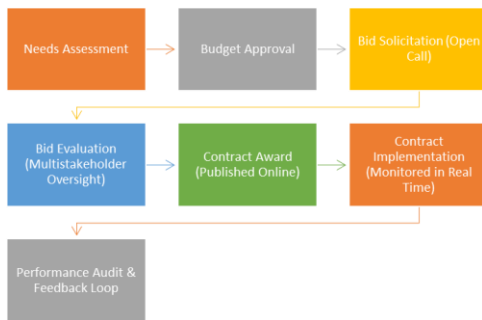 Needs Assessment
Budget Approval
Bid Solicitation (Open
Call)
Bid Evaluation
(Multistakeholder
Oversight)
Contract Award
(Published Online)
Contract
Implementation
(Monitored in Real
Time)
Performance Audit &
Feedback Loop